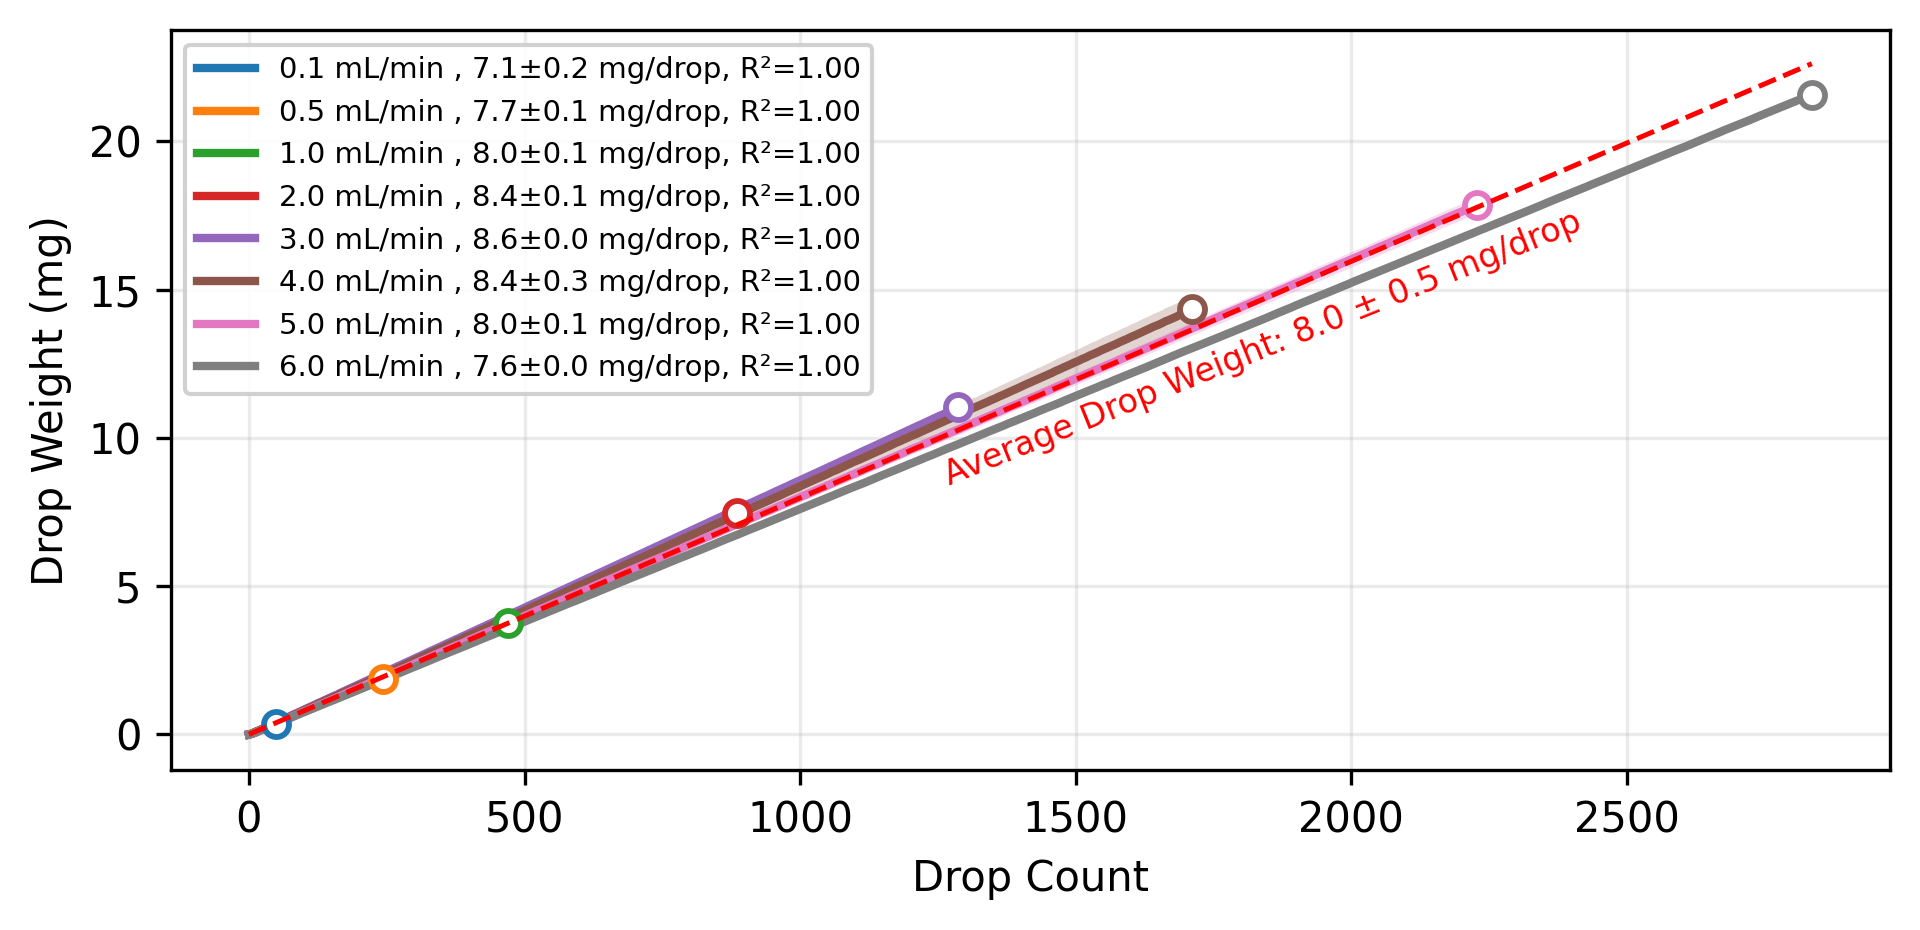 0.1 mL/min , 7.1±0.2 mg/drop, R²=1.00
0.5 mL/min , 7.7±0.1 mg/drop, R²=1.00
1.0 mL/min , 8.0±0.1 mg/drop, R²=1.00
2.0 mL/min , 8.4±0.1 mg/drop, R²=1.00
3.0 mL/min , 8.6±0.0 mg/drop, R²=1.00
4.0 mL/min , 8.4±0.3 mg/drop, R²=1.00
5.0 mL/min , 8.0±0.1 mg/drop, R²=1.00
6.0 mL/min , 7.6±0.0 mg/drop, R²=1.00
Average Drop Weight: 8.0 ± 0.5 mg/drop
Drop Weight (mg)
20
15
10
5
0
0 500 1000 1500 2000 2500
Drop Count